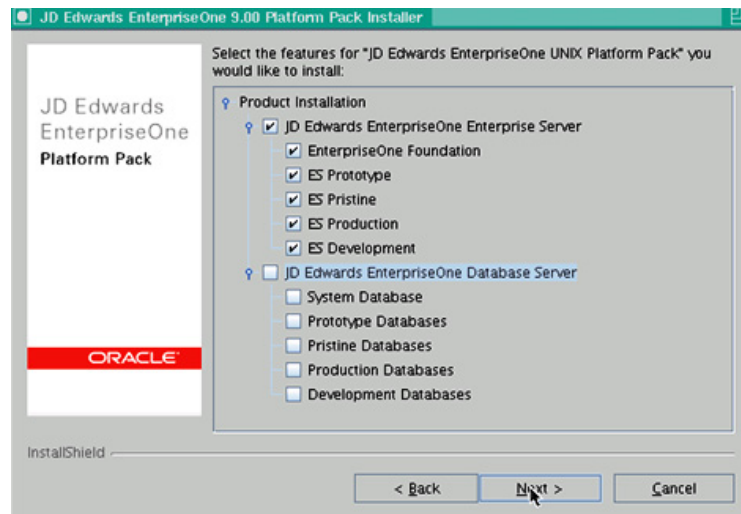 JD Edwards EnterpriseOne 9.00 Platform Pack Installer
JD Edwards
EnterpriseOne
Platform Pack
ORACLE
Select the features for "JD Edwards EnterpriseOne UNIX Platform Pack" you
would like to install:
Product Installation
JD Edwards EnterpriseOne Enterprise Server
EnterpriseOne Foundation
ES Prototype
ES Pristine
ES Production
ES Development
JD Edwards EnterpriseOne Database Server
System Database
Prototype Databases
Pristine Databases
Production Databases
Development Databases
InstallShield
< Back
Next >
Cancel